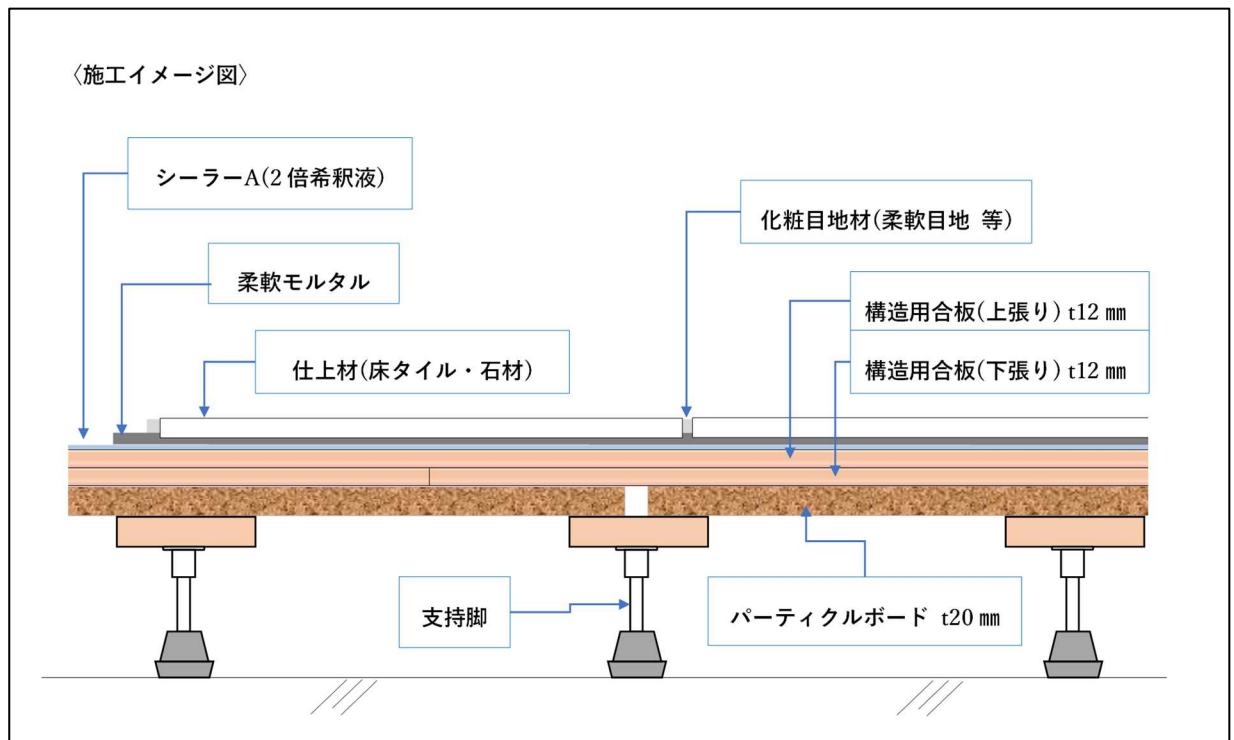 〈施工イメージ図〉
シーラーA(2倍希釈液)
化粧目地材(柔軟目地 等)
柔軟モルタル
構造用合板(上張り) t12 ㎜
仕上材(床タイル・石材)
構造用合板(下張り) t12 ㎜
支持脚
パーティクルボード t20 ㎜